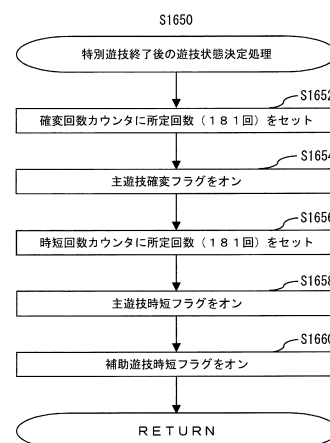 S1650
特別遊技終了後の遊技状態決定処理
S1652
確変回数カウンタに所定回数（１８１回）をセット
S1654
主遊技確変フラグをオン
S1656
時短回数カウンタに所定回数（１８１回）をセット
S1658
主遊技時短フラグをオン
S1660
補助遊技時短フラグをオン
ＲＥＴＵＲＮ